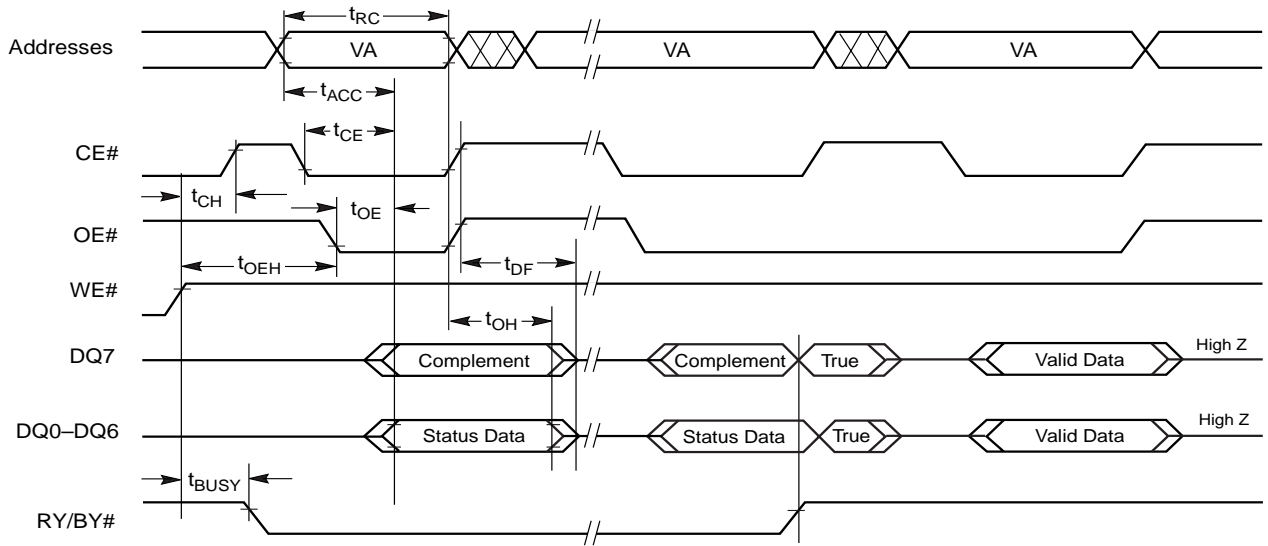 tRC
Addresses VA VA VA
tACC
tCE
CE#
tCH
tOE
OE#
tOEH
tDF
WE#
tOH
DQ7 Complement Complement True Valid Data High Z
DQ0–DQ6 Status Data Status Data True Valid Data High Z
tBUSY
RY/BY#